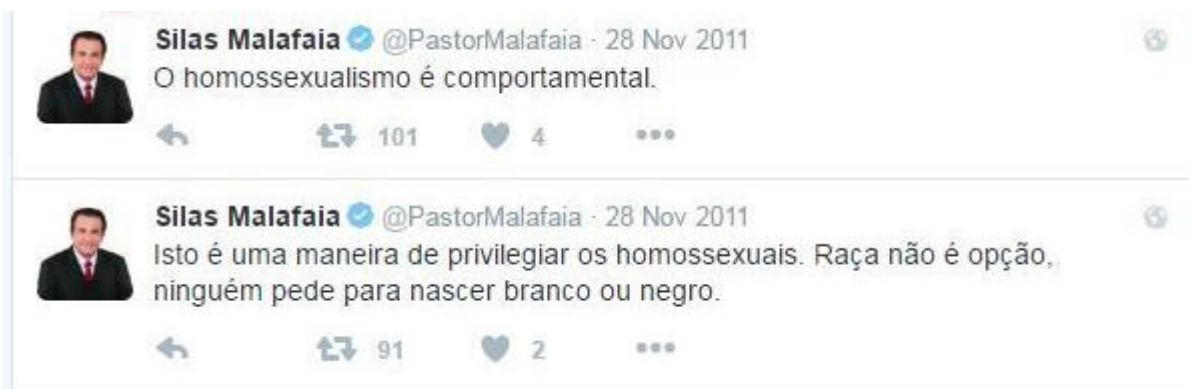 Silas Malafaia @PastorMalafaia · 28 Nov 2011
O homossexualismo é comportamental.
101 4
Silas Malafaia @PastorMalafaia · 28 Nov 2011
Isto é uma maneira de privilegiar os homossexuais. Raça não é opção,
ninguém pede para nascer branco ou negro.
91 2